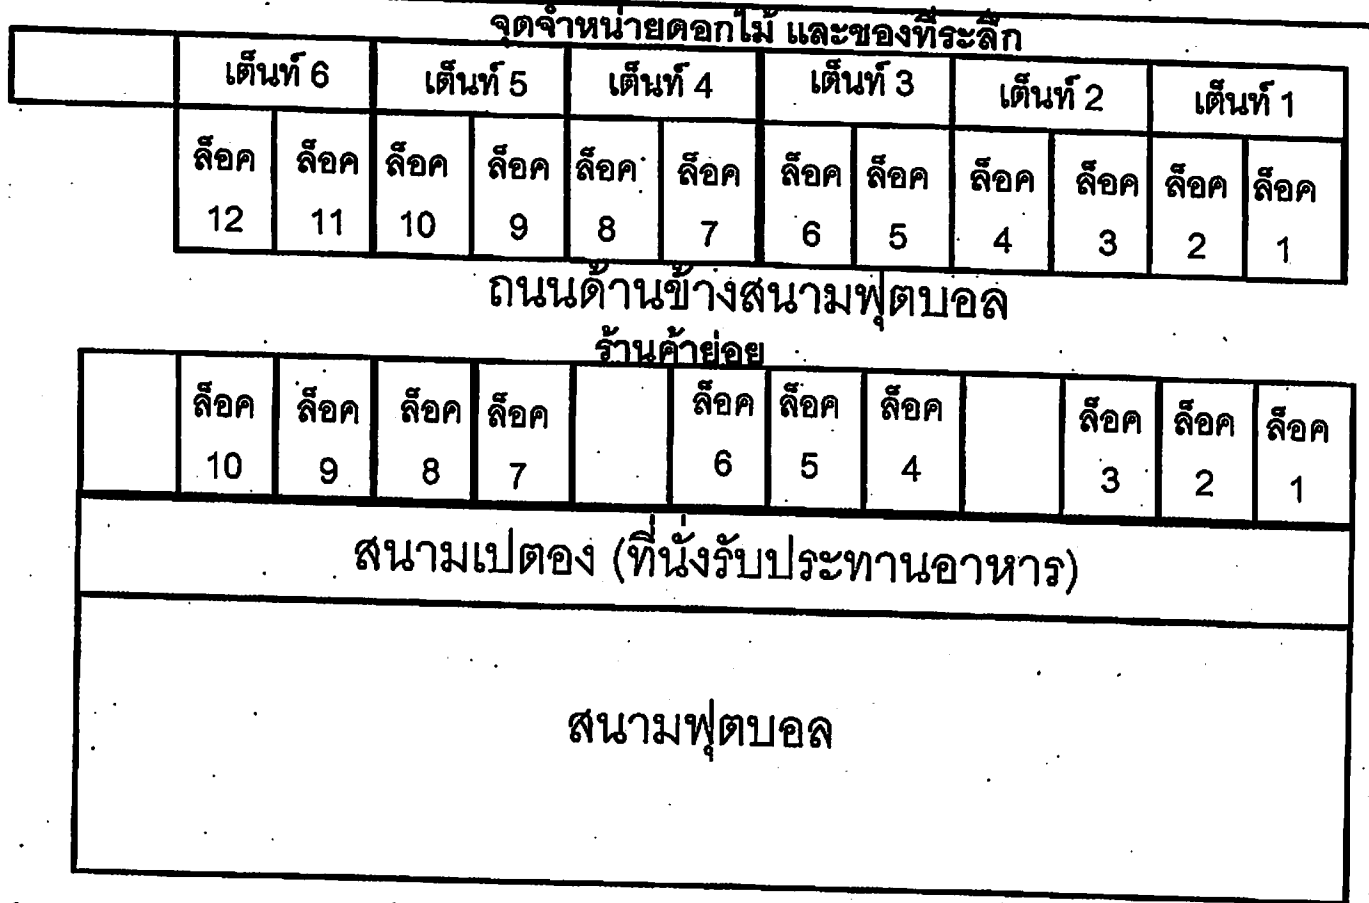 จุดจำหน่ายดอกไม้ และของที่ระลึก
เต็นท์ 6 เต็นท์ 5 เต็นท์ 4 เต็นท์ 3 เต็นท์ 2 เต็นท์ 1
ล็อค ล็อค ล็อค ล็อค ล็อค ล็อค ล็อค ล็อค ล็อค ล็อค ล็อค ล็อค
12 11 10 9 8 7 6 5 4 3 2 1
ถนนด้านข้างสนามฟุตบอล
ร้านค้าย่อย
ล็อค ล็อค ล็อค ล็อค ล็อค ล็อค ล็อค ล็อค ล็อค ล็อค
10 9 8 7 6 5 4 3 2 1
สนามเปตอง (ที่นั่งรับประทานอาหาร)
สนามฟุตบอล